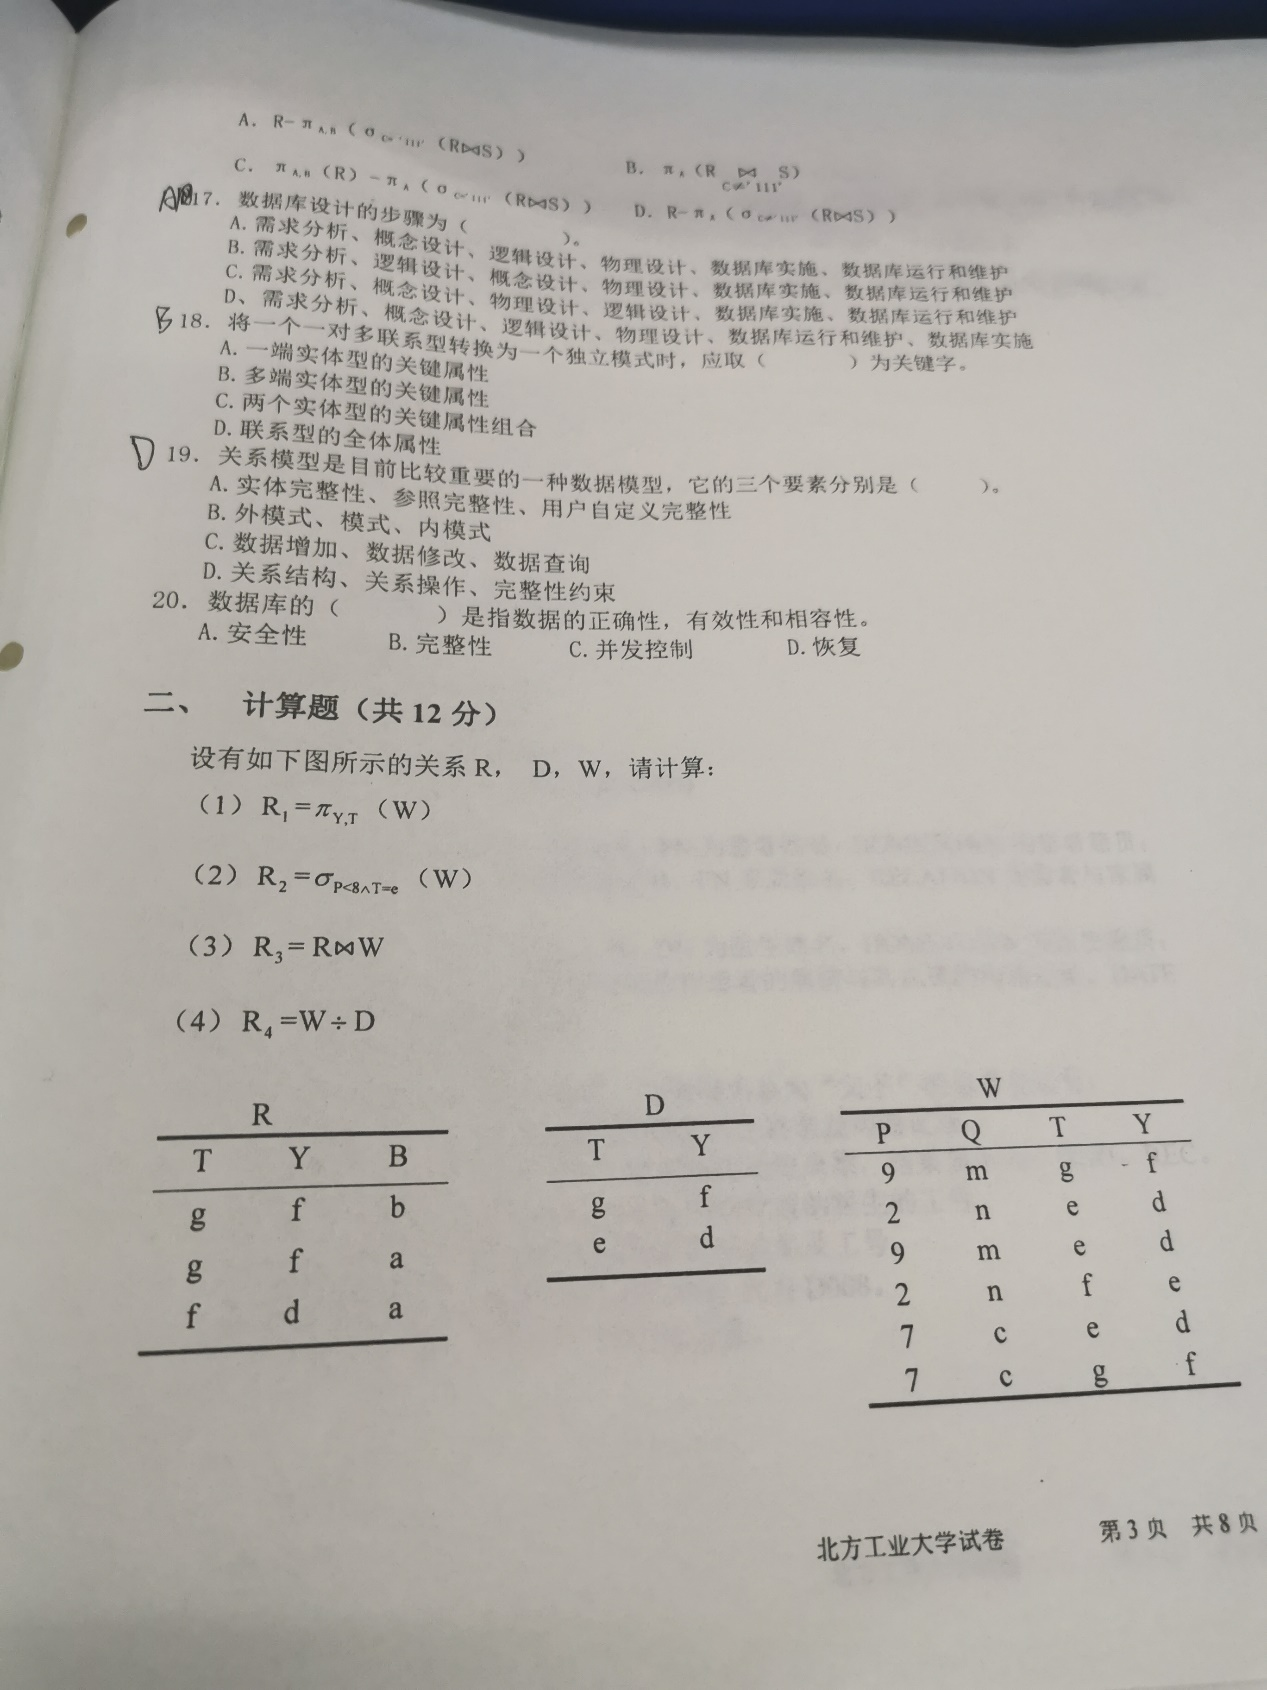 A. R-π A,B (σ C='111' (R⋈S))
B. π A (R ⋈ S)
C≠'111'
C. π A,B (R)-π A (σ C='111' (R⋈S))
D. R-π A (σ C≠'111' (R⋈S))
17. 数据库设计的步骤为( )。
A. 需求分析、概念设计、逻辑设计、物理设计、数据库实施、数据库运行和维护
B. 需求分析、逻辑设计、概念设计、物理设计、数据库实施、数据库运行和维护
C. 需求分析、概念设计、物理设计、逻辑设计、数据库实施、数据库运行和维护
D、需求分析、概念设计、逻辑设计、物理设计、数据库运行和维护、数据库实施
B 18. 将一个一对多联系型转换为一个独立模式时，应取( )为关键字。
A. 一端实体型的关键属性
B. 多端实体型的关键属性
C. 两个实体型的关键属性组合
D. 联系型的全体属性
D 19. 关系模型是目前比较重要的一种数据模型，它的三个要素分别是( )。
A. 实体完整性、参照完整性、用户自定义完整性
B. 外模式、模式、内模式
C. 数据增加、数据修改、数据查询
D. 关系结构、关系操作、完整性约束
20. 数据库的( )是指数据的正确性，有效性和相容性。
A. 安全性 B. 完整性 C. 并发控制 D. 恢复
二、 计算题（共 12 分）
设有如下图所示的关系 R， D，W，请计算：
（1） R₁=π Y,T （W）
（2） R₂=σ P<8∧T=e （W）
（3） R₃= R⋈W
（4） R₄ =W÷D
R
T Y B
g f b
g f a
f d a
D
T Y
g f
e d
W
P Q T Y
9 m g f
2 n e d
9 m e d
2 n f e
7 c e d
7 c g f
北方工业大学试卷 第3页 共8页